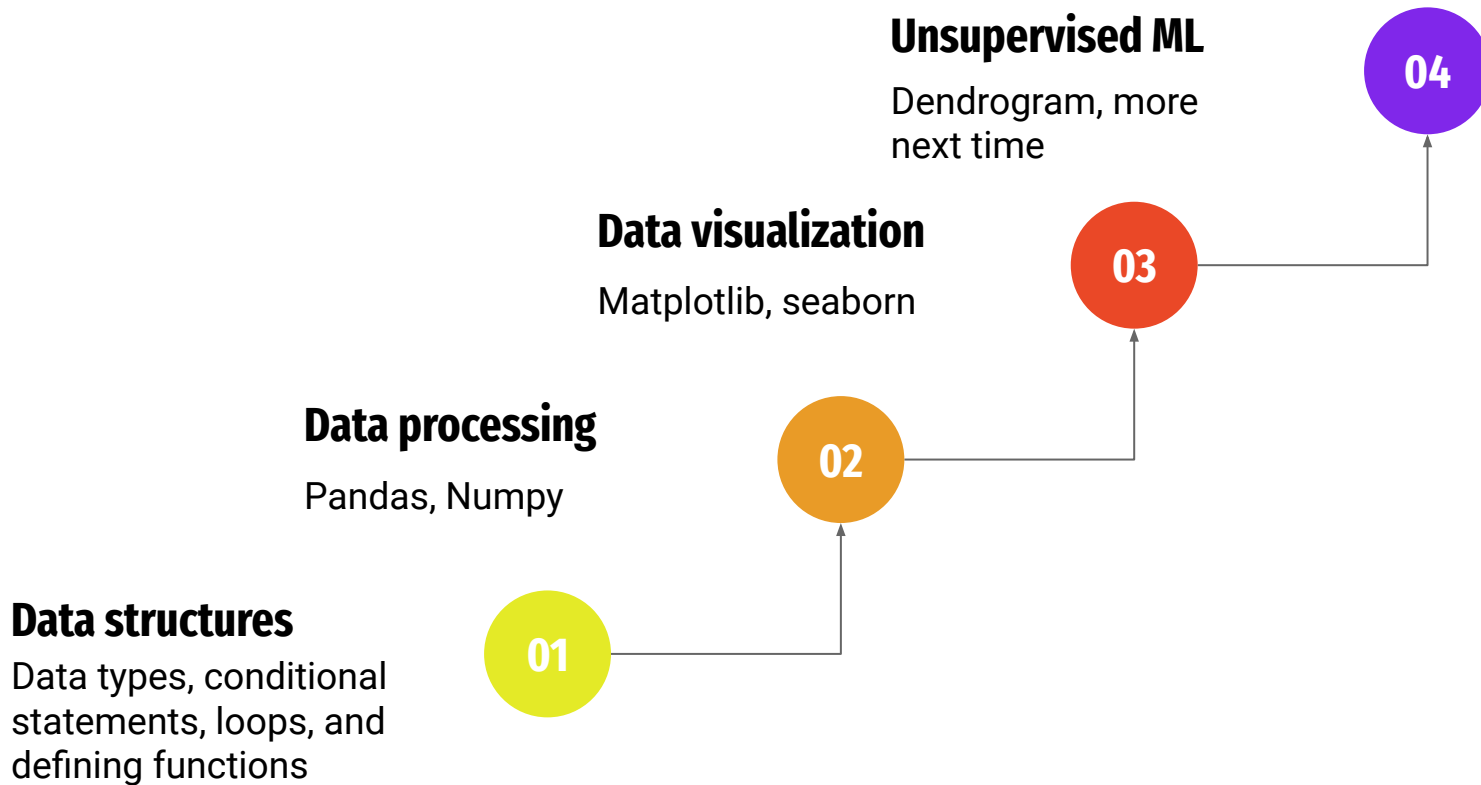 Unsupervised ML
04
Dendrogram, more
next time
Data visualization
03
Matplotlib, seaborn
Data processing
02
Pandas, Numpy
Data structures
01
Data types, conditional
statements, loops, and
defining functions